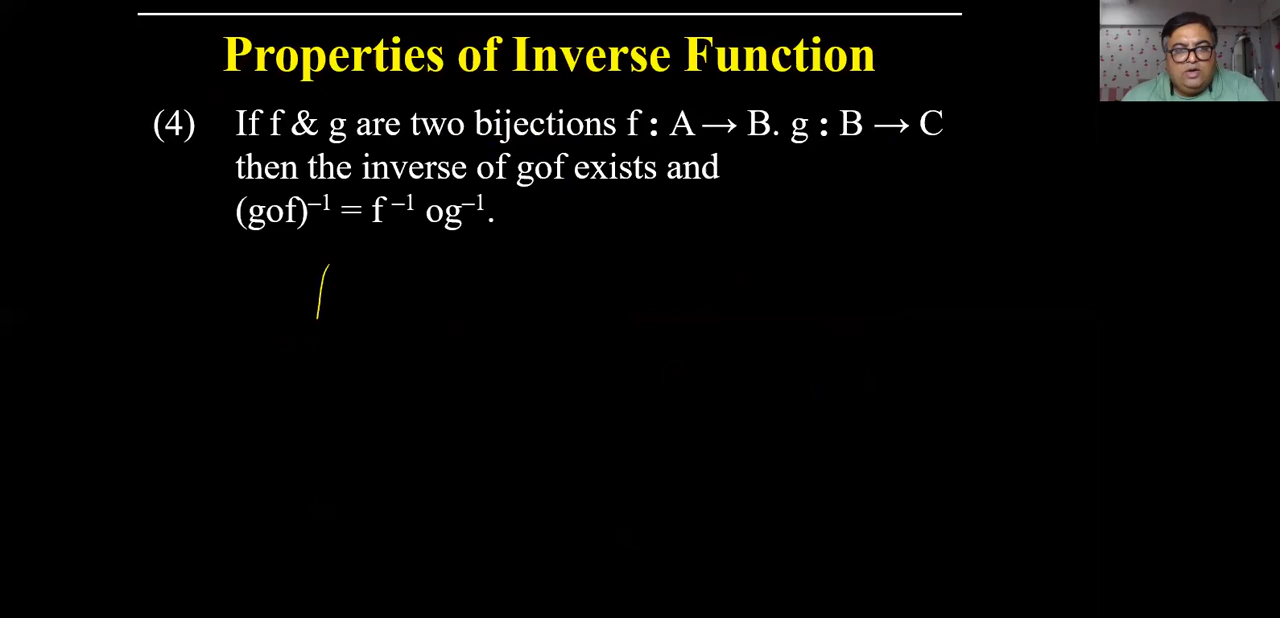 Properties of Inverse Function
(4) If f & g are two bijections f : A → B. g : B → C
then the inverse of gof exists and
(gof)⁻¹ = f⁻¹ og⁻¹.